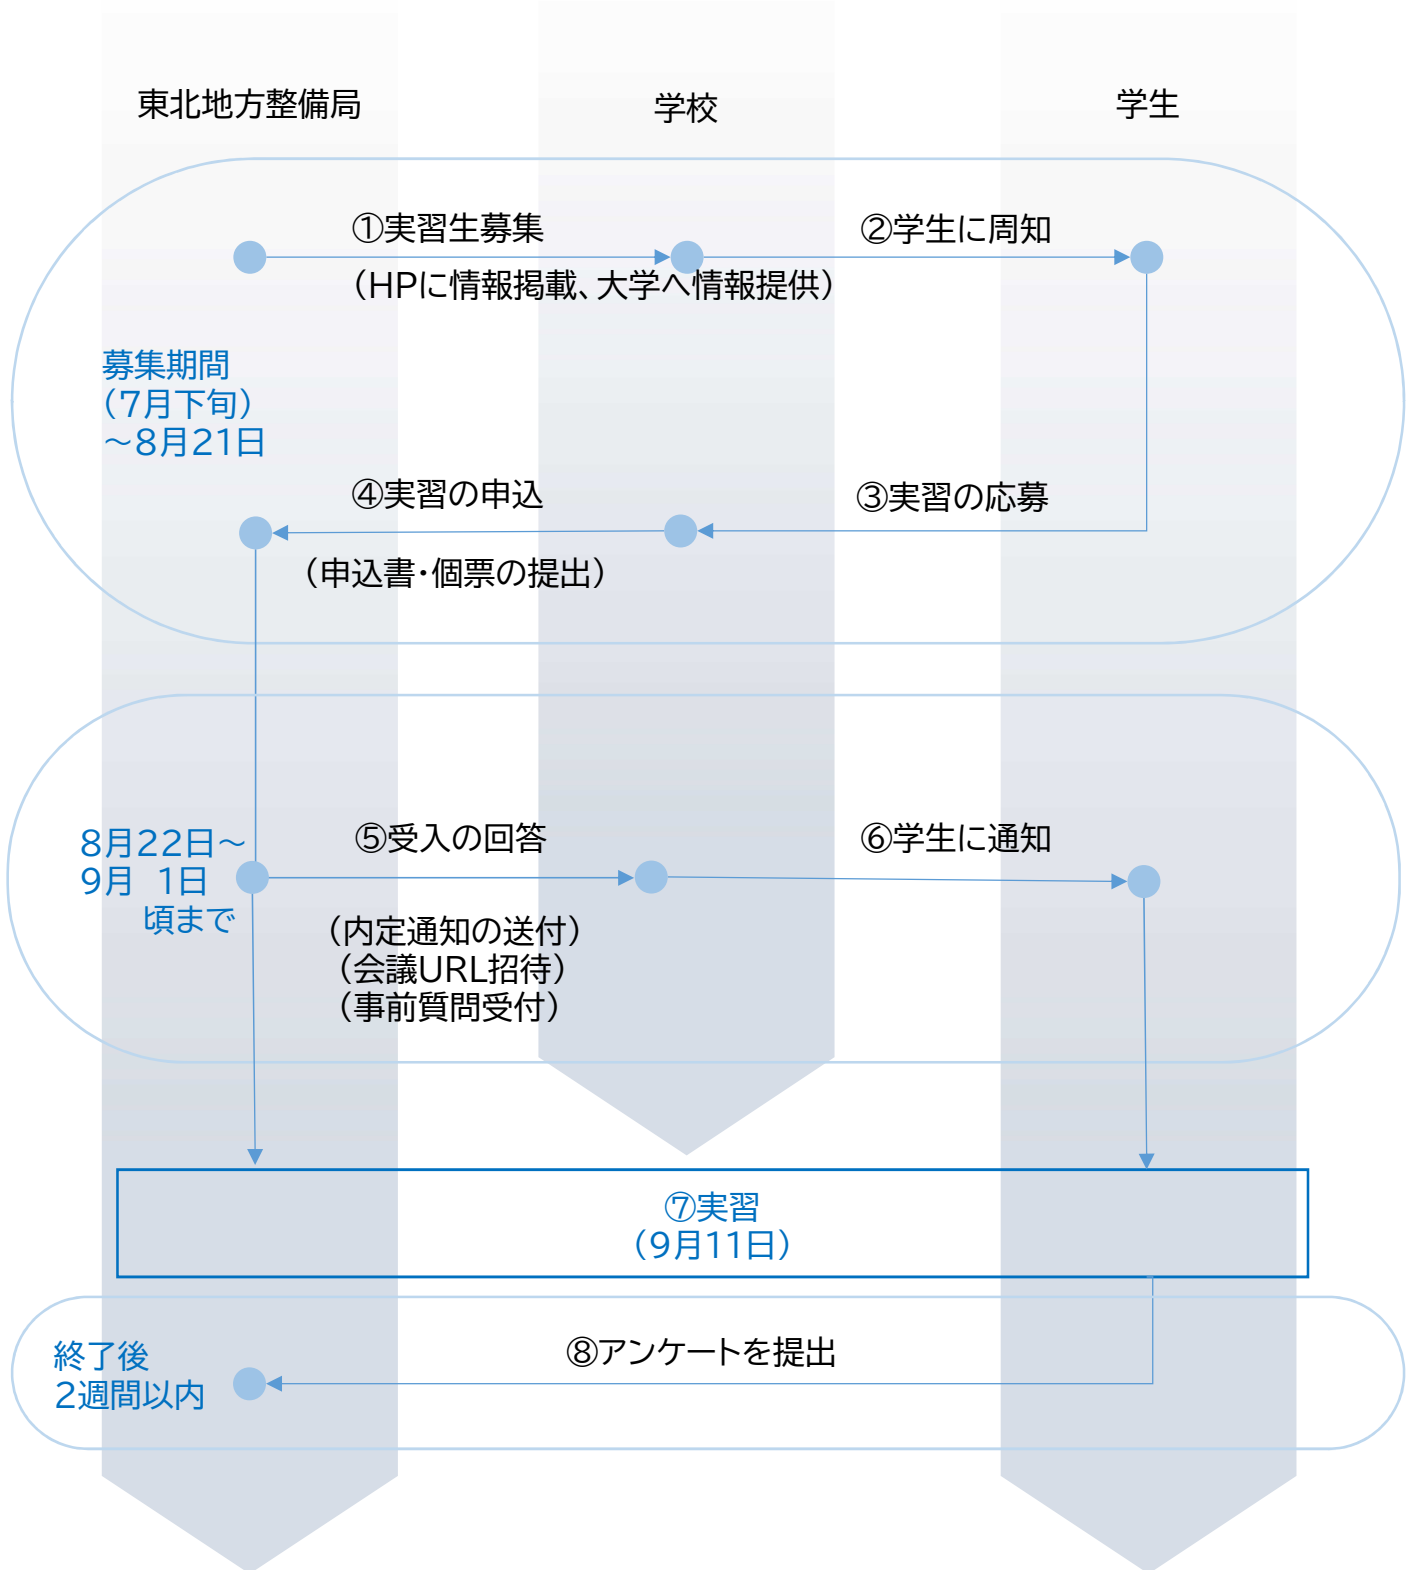 東北地方整備局
学校
学生
①実習生募集
②学生に周知
（HPに情報掲載、大学へ情報提供）
募集期間
（7月下旬）
～8月21日
④実習の申込
③実習の応募
（申込書・個票の提出）
8月22日～
9月　1日
頃まで
⑤受入の回答
⑥学生に通知
（内定通知の送付）
（会議URL招待）
（事前質問受付）
⑦実習
（9月11日）
終了後
2週間以内
⑧アンケートを提出